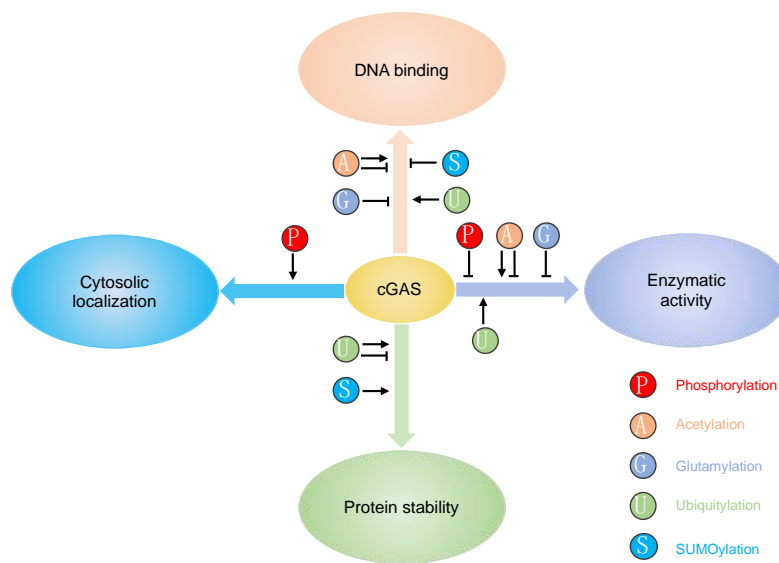 DNA binding
A
S
G
U
P
P
A
G
Cytosolic
localization
cGAS
Enzymatic
activity
U
U
S
P Phosphorylation
A Acetylation
G Glutamylation
U Ubiquitylation
S SUMOylation
Protein stability